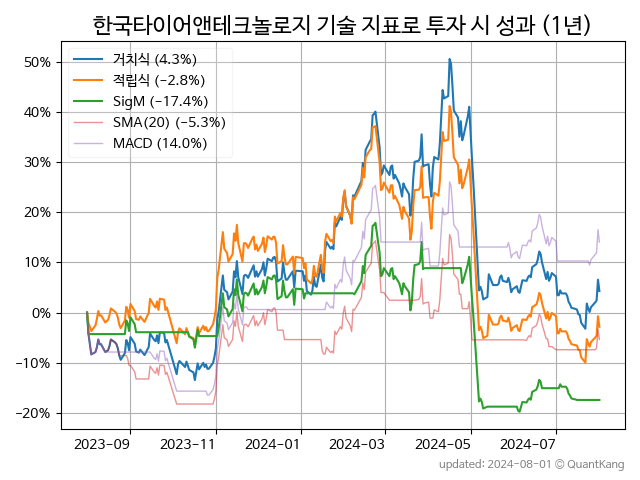 한국타이어앤테크놀로지 기술 지표로 투자 시 성과 (1년)
거치식 (4.3%)
적립식 (−2.8%)
SigM (−17.4%)
SMA(20) (−5.3%)
MACD (14.0%)
50%
40%
30%
20%
10%
0%
−10%
−20%
2023-09 2023-11 2024-01 2024-03 2024-05 2024-07
updated: 2024-08-01 © QuantKang